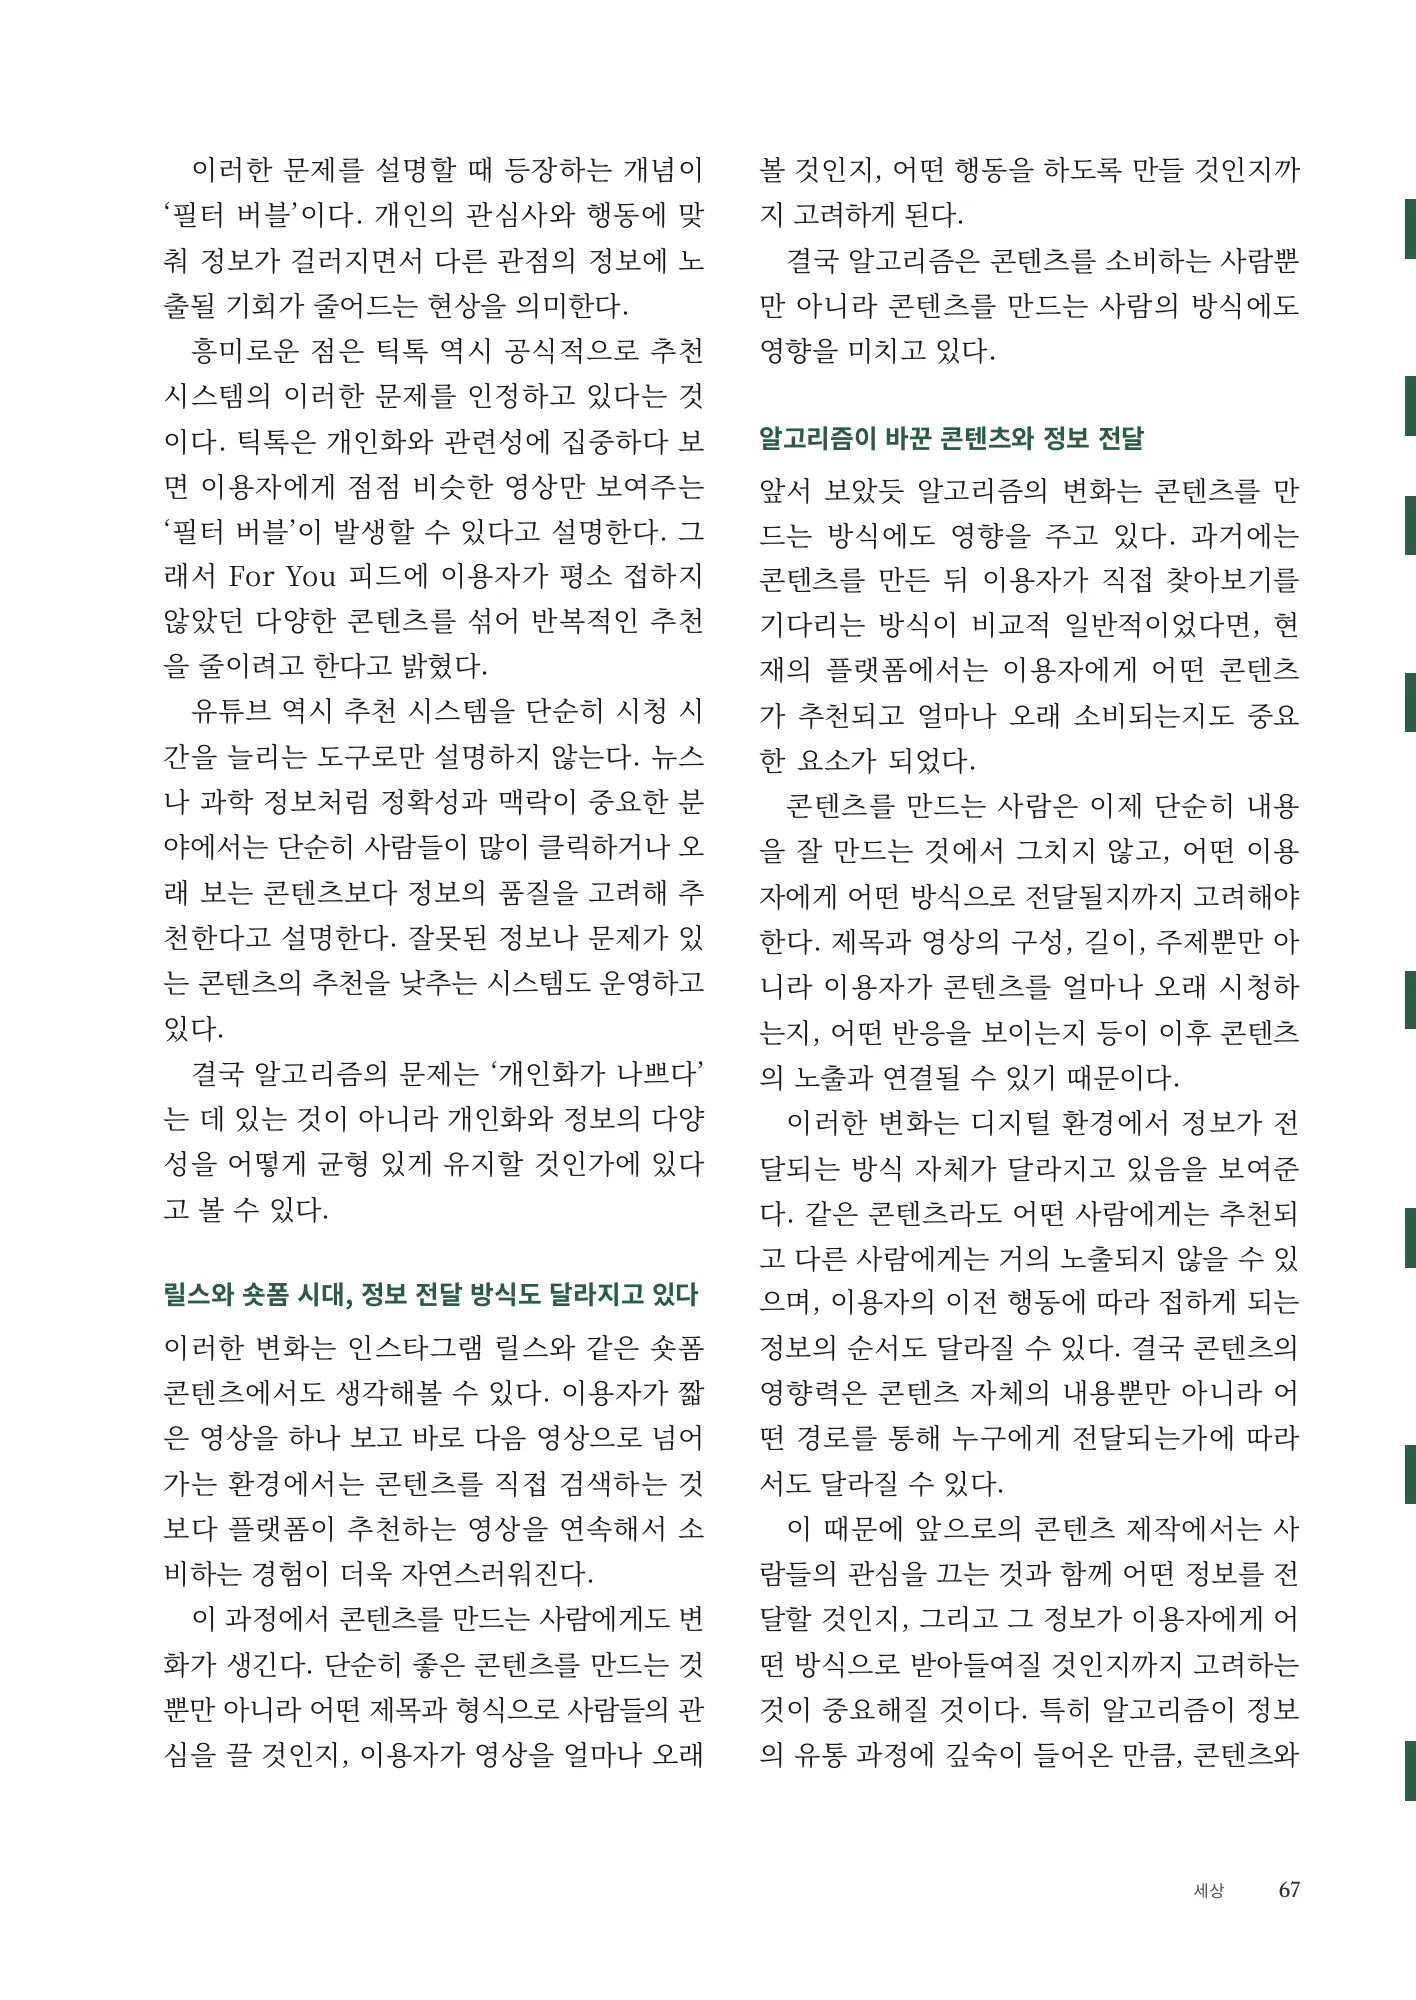 이러한 문제를 설명할 때 등장하는 개념이
‘필터 버블’이다. 개인의 관심사와 행동에 맞
춰 정보가 걸러지면서 다른 관점의 정보에 노
출될 기회가 줄어드는 현상을 의미한다.
흥미로운 점은 틱톡 역시 공식적으로 추천
시스템의 이러한 문제를 인정하고 있다는 것
이다. 틱톡은 개인화와 관련성에 집중하다 보
면 이용자에게 점점 비슷한 영상만 보여주는
‘필터 버블’이 발생할 수 있다고 설명한다. 그
래서 For You 피드에 이용자가 평소 접하지
않았던 다양한 콘텐츠를 섞어 반복적인 추천
을 줄이려고 한다고 밝혔다.
유튜브 역시 추천 시스템을 단순히 시청 시
간을 늘리는 도구로만 설명하지 않는다. 뉴스
나 과학 정보처럼 정확성과 맥락이 중요한 분
야에서는 단순히 사람들이 많이 클릭하거나 오
래 보는 콘텐츠보다 정보의 품질을 고려해 추
천한다고 설명한다. 잘못된 정보나 문제가 있
는 콘텐츠의 추천을 낮추는 시스템도 운영하고
있다.
결국 알고리즘의 문제는 ‘개인화가 나쁘다’
는 데 있는 것이 아니라 개인화와 정보의 다양
성을 어떻게 균형 있게 유지할 것인가에 있다
고 볼 수 있다.
릴스와 숏폼 시대, 정보 전달 방식도 달라지고 있다
이러한 변화는 인스타그램 릴스와 같은 숏폼
콘텐츠에서도 생각해볼 수 있다. 이용자가 짧
은 영상을 하나 보고 바로 다음 영상으로 넘어
가는 환경에서는 콘텐츠를 직접 검색하는 것
보다 플랫폼이 추천하는 영상을 연속해서 소
비하는 경험이 더욱 자연스러워진다.
이 과정에서 콘텐츠를 만드는 사람에게도 변
화가 생긴다. 단순히 좋은 콘텐츠를 만드는 것
뿐만 아니라 어떤 제목과 형식으로 사람들의 관
심을 끌 것인지, 이용자가 영상을 얼마나 오래
볼 것인지, 어떤 행동을 하도록 만들 것인지까
지 고려하게 된다.
결국 알고리즘은 콘텐츠를 소비하는 사람뿐
만 아니라 콘텐츠를 만드는 사람의 방식에도
영향을 미치고 있다.
알고리즘이 바꾼 콘텐츠와 정보 전달
앞서 보았듯 알고리즘의 변화는 콘텐츠를 만
드는 방식에도 영향을 주고 있다. 과거에는
콘텐츠를 만든 뒤 이용자가 직접 찾아보기를
기다리는 방식이 비교적 일반적이었다면, 현
재의 플랫폼에서는 이용자에게 어떤 콘텐츠
가 추천되고 얼마나 오래 소비되는지도 중요
한 요소가 되었다.
콘텐츠를 만드는 사람은 이제 단순히 내용
을 잘 만드는 것에서 그치지 않고, 어떤 이용
자에게 어떤 방식으로 전달될지까지 고려해야
한다. 제목과 영상의 구성, 길이, 주제뿐만 아
니라 이용자가 콘텐츠를 얼마나 오래 시청하
는지, 어떤 반응을 보이는지 등이 이후 콘텐츠
의 노출과 연결될 수 있기 때문이다.
이러한 변화는 디지털 환경에서 정보가 전
달되는 방식 자체가 달라지고 있음을 보여준
다. 같은 콘텐츠라도 어떤 사람에게는 추천되
고 다른 사람에게는 거의 노출되지 않을 수 있
으며, 이용자의 이전 행동에 따라 접하게 되는
정보의 순서도 달라질 수 있다. 결국 콘텐츠의
영향력은 콘텐츠 자체의 내용뿐만 아니라 어
떤 경로를 통해 누구에게 전달되는가에 따라
서도 달라질 수 있다.
이 때문에 앞으로의 콘텐츠 제작에서는 사
람들의 관심을 끄는 것과 함께 어떤 정보를 전
달할 것인지, 그리고 그 정보가 이용자에게 어
떤 방식으로 받아들여질 것인지까지 고려하는
것이 중요해질 것이다. 특히 알고리즘이 정보
의 유통 과정에 깊숙이 들어온 만큼, 콘텐츠와
세상 67